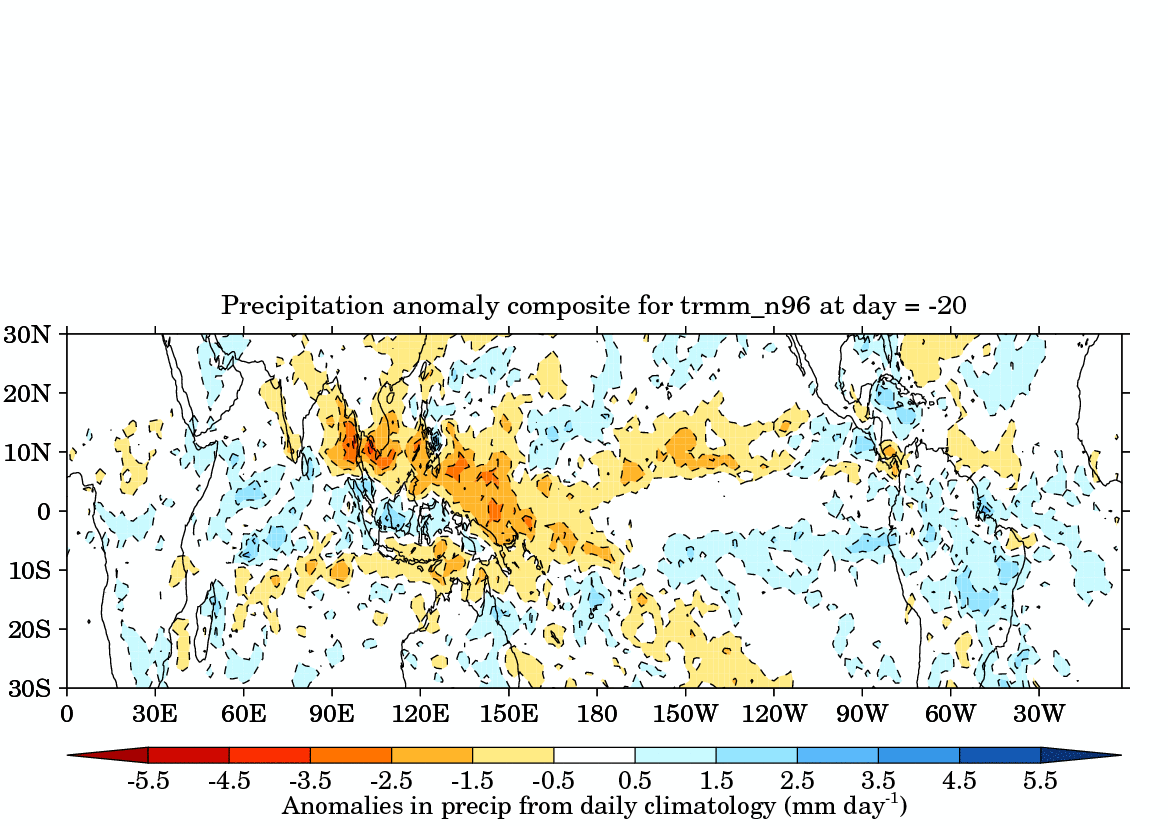 Precipitation anomaly composite for trmm_n96 at day = -20
30N
20N
10N
0
10S
20S
30S
0 30E 60E 90E 120E 150E 180 150W 120W 90W 60W 30W
-5.5 -4.5 -3.5 -2.5 -1.5 -0.5 0.5 1.5 2.5 3.5 4.5 5.5
Anomalies in precip from daily climatology (mm day⁻¹)